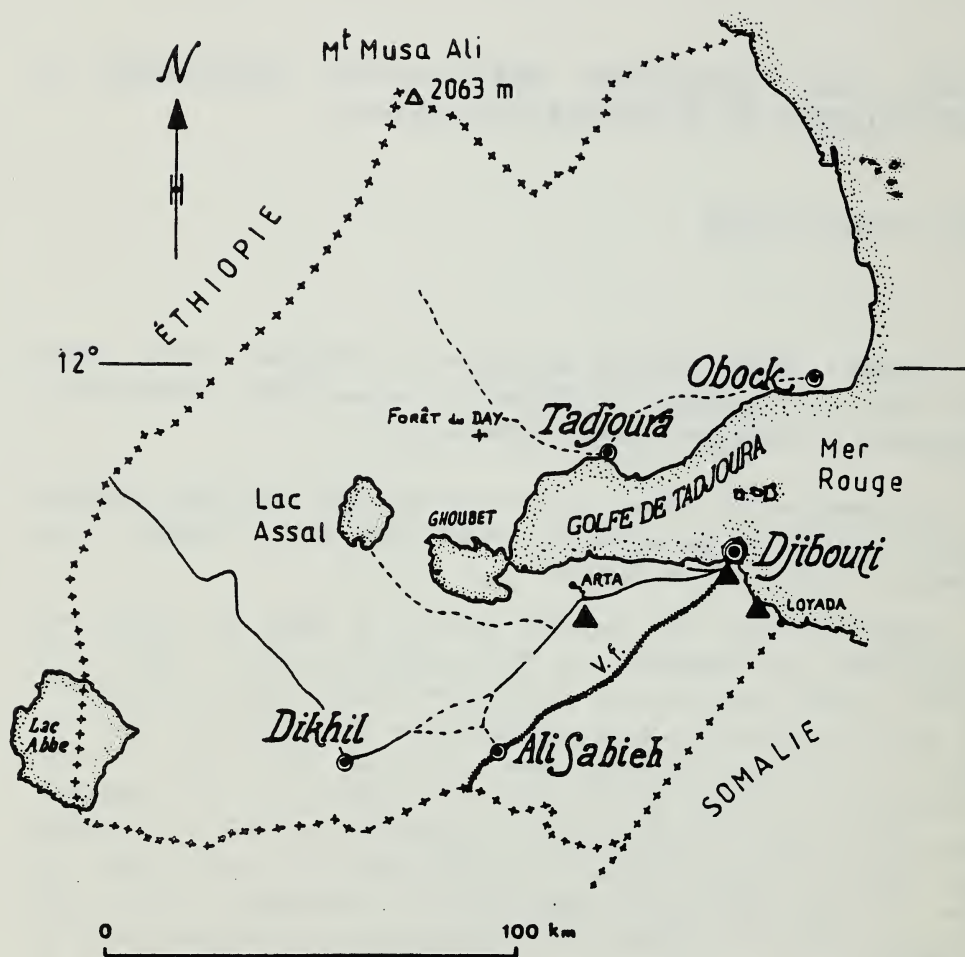 N
Mt Musa Ali
2063 m
ÉTHIOPIE
12°
Obock
FORÊT du DAY
Tadjoura
Mer
Rouge
Lac
Assal
GHOUBET
GOLFE DE TADJOURA
Djibouti
ARTA
LOYADA
V.f.
Lac
Abbe
Dikhil
Ali Sabieh
SOMALIE
0
100 km